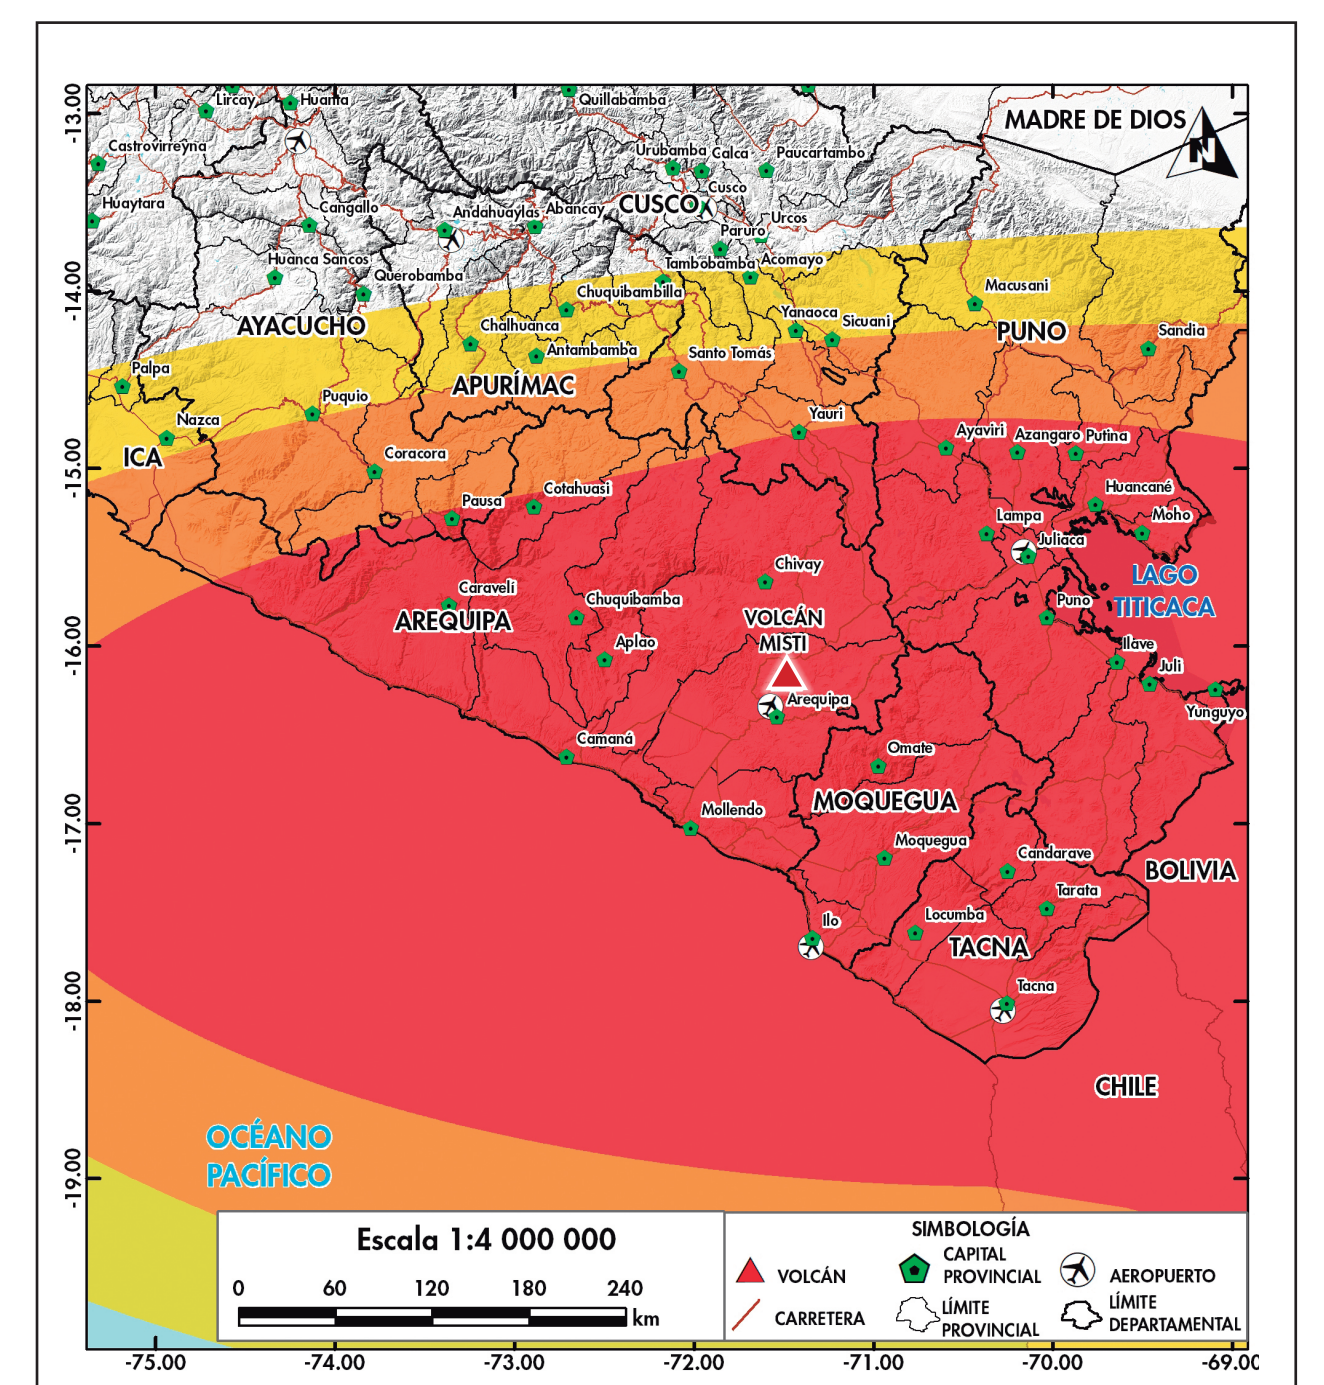 -13.00
-14.00
-15.00
-16.00
-17.00
-18.00
-19.00
Lircay
Huanta
Quillabamba
MADRE DE DIOS
N
Castrovirreyna
Urubamba
Calca
Paucartambo
Huaytara
Cangallo
Andahuaylas
Abancay
CUSCO
Cusco
Urcos
Paruro
Huanca Sancos
Querobamba
Tambobamba
Acomayo
Chuquibambilla
Macusani
AYACUCHO
Chalhuanca
Yanaoca
Sicuani
PUNO
Sandia
Antambamba
Santo Tomás
Palpa
APURÍMAC
Puquio
Nazca
Yauri
ICA
Coracora
Ayaviri
Azangaro
Putina
Pausa
Cotahuasi
Huancané
Lampa
Moho
Juliaca
Chivay
LAGO
TITICACA
Caravelí
Chuquibamba
Puno
AREQUIPA
VOLCÁN
MISTI
Aplao
Ilave
Juli
Arequipa
Yunguyo
Camaná
Omate
MOQUEGUA
Mollendo
Moquegua
Candarave
BOLIVIA
Tarata
Ilo
Locumba
TACNA
Tacna
CHILE
OCÉANO
PACÍFICO
Escala 1:4 000 000
0 60 120 180 240
km
SIMBOLOGÍA
VOLCÁN
CAPITAL
PROVINCIAL
AEROPUERTO
CARRETERA
LÍMITE
PROVINCIAL
LÍMITE
DEPARTAMENTAL
-75.00 -74.00 -73.00 -72.00 -71.00 -70.00 -69.00